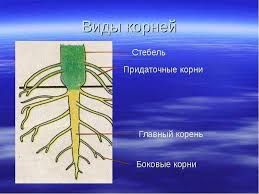 Виды корней
Стебель
Придаточные корни
Главный корень
Боковые корни